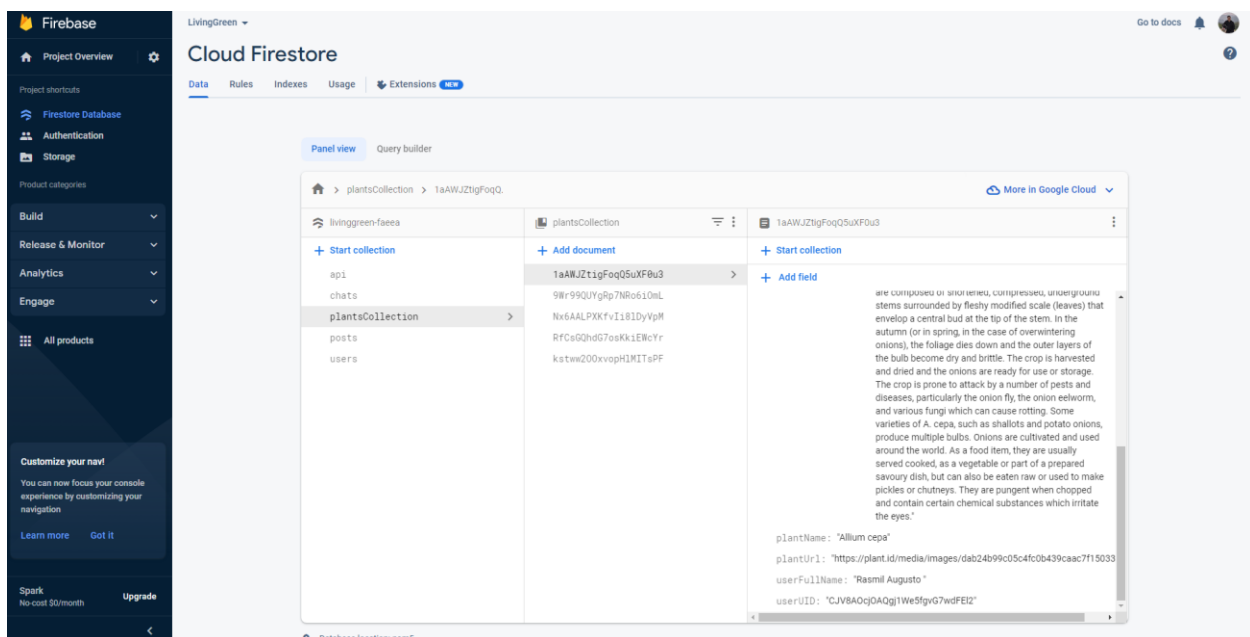 Firebase
Project Overview
Project shortcuts
Firestore Database
Authentication
Storage
Product categories
Build
Release & Monitor
Analytics
Engage
All products
Customize your nav!
You can now focus your console
experience by customizing your
navigation
Learn more Got it
Spark
No-cost $0/month
Upgrade
LivingGreen
Go to docs
Cloud Firestore
Data Rules Indexes Usage Extensions NEW
Panel view Query builder
plantsCollection > 1aAWJZtigFoqQ.
More in Google Cloud
livinggreen-faeea
+ Start collection
api
chats
plantsCollection
posts
users
plantsCollection
+ Add document
1aAWJZtigFoqQ5uXF0u3
9Wr99QUYgRp7NRo6iOmL
Nx6AALPXKfvIi8lDyVpM
RfCsGQhdG7osKkiEWcYr
kstww2OOxvopHlMITsPF
1aAWJZtigFoqQ5uXF0u3
+ Start collection
+ Add field
are composed of shortened, compressed, underground
stems surrounded by fleshy modified scale (leaves) that
envelop a central bud at the tip of the stem. In the
autumn (or in spring, in the case of overwintering
onions), the foliage dies down and the outer layers of
the bulb become dry and brittle. The crop is harvested
and dried and the onions are ready for use or storage.
The crop is prone to attack by a number of pests and
diseases, particularly the onion fly, the onion eelworm,
and various fungi which can cause rotting. Some
varieties of A. cepa, such as shallots and potato onions,
produce multiple bulbs. Onions are cultivated and used
around the world. As a food item, they are usually
served cooked, as a vegetable or part of a prepared
savoury dish, but can also be eaten raw or used to make
pickles or chutneys. They are pungent when chopped
and contain certain chemical substances which irritate
the eyes."
plantName: "Allium cepa"
plantUrl: "https://plant.id/media/images/dab24b99c05c4fc0b439caac7f15033
userFullName: "Rasmil Augusto "
userUID: "CJV8AOcjOAQgj1We5fgvG7wdFEl2"